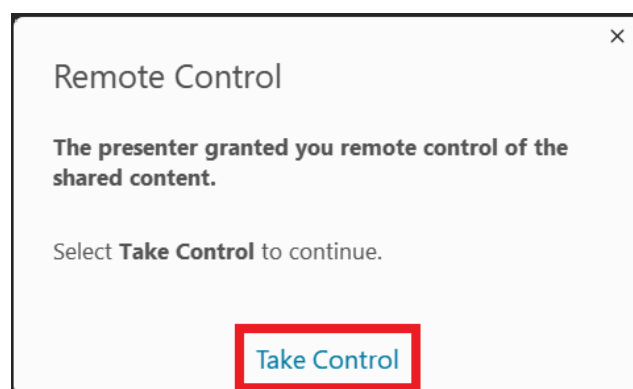 Remote Control
The presenter granted you remote control of the
shared content.
Select Take Control to continue.
Take Control